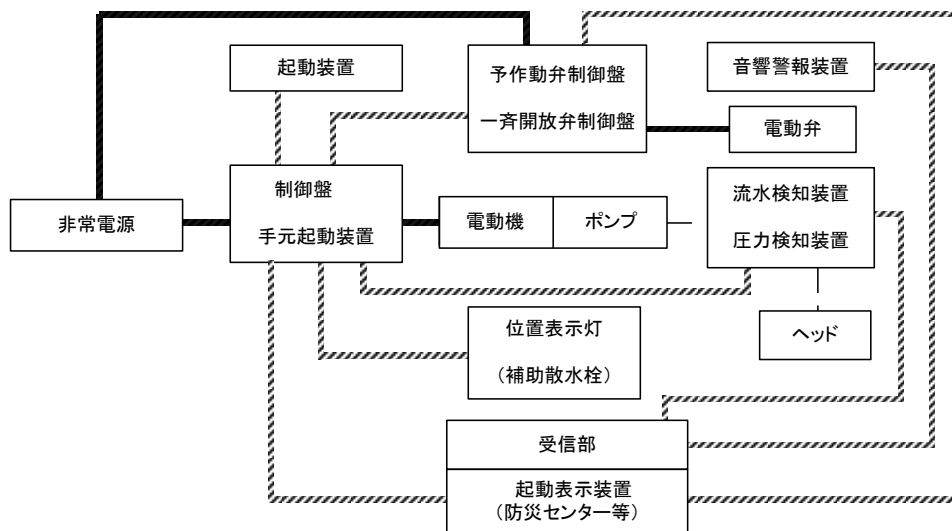 起動装置
予作動弁制御盤
一斉開放弁制御盤
音響警報装置
電動弁
非常電源
制御盤
手元起動装置
電動機
ポンプ
流水検知装置
圧力検知装置
ヘッド
位置表示灯
(補助散水栓)
受信部
起動表示装置
(防災センター等)